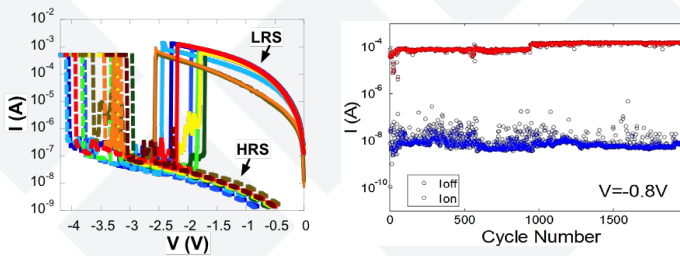 10⁻²
10⁻³
10⁻⁴
10⁻⁵
10⁻⁶
10⁻⁷
10⁻⁸
10⁻⁹
I (A)
LRS
HRS
-4 -3.5 -3 -2.5 -2 -1.5 -1 -0.5 0
V (V)
10⁻⁴
10⁻⁸
10⁻¹⁰
I (A)
Ioff
Ion
V=-0.8V
0 500 1000 1500
Cycle Number